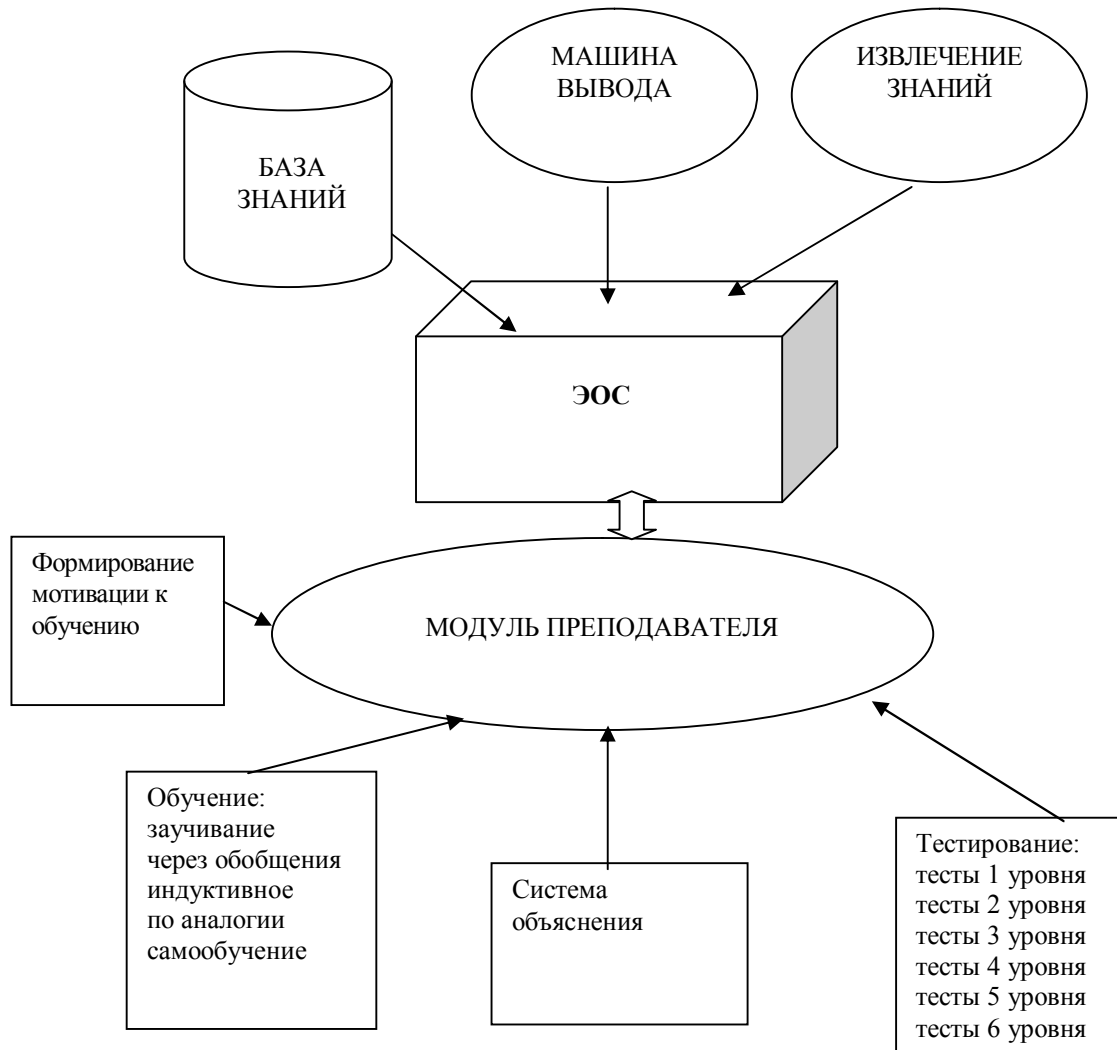 МАШИНА
ВЫВОДА
ИЗВЛЕЧЕНИЕ
ЗНАНИЙ
БАЗА
ЗНАНИЙ
ЭОС
Формирование
мотивации к
обучению
МОДУЛЬ ПРЕПОДАВАТЕЛЯ
Обучение:
заучивание
через обобщения
индуктивное
по аналогии
самообучение
Система
объяснения
Тестирование:
тесты 1 уровня
тесты 2 уровня
тесты 3 уровня
тесты 4 уровня
тесты 5 уровня
тесты 6 уровня